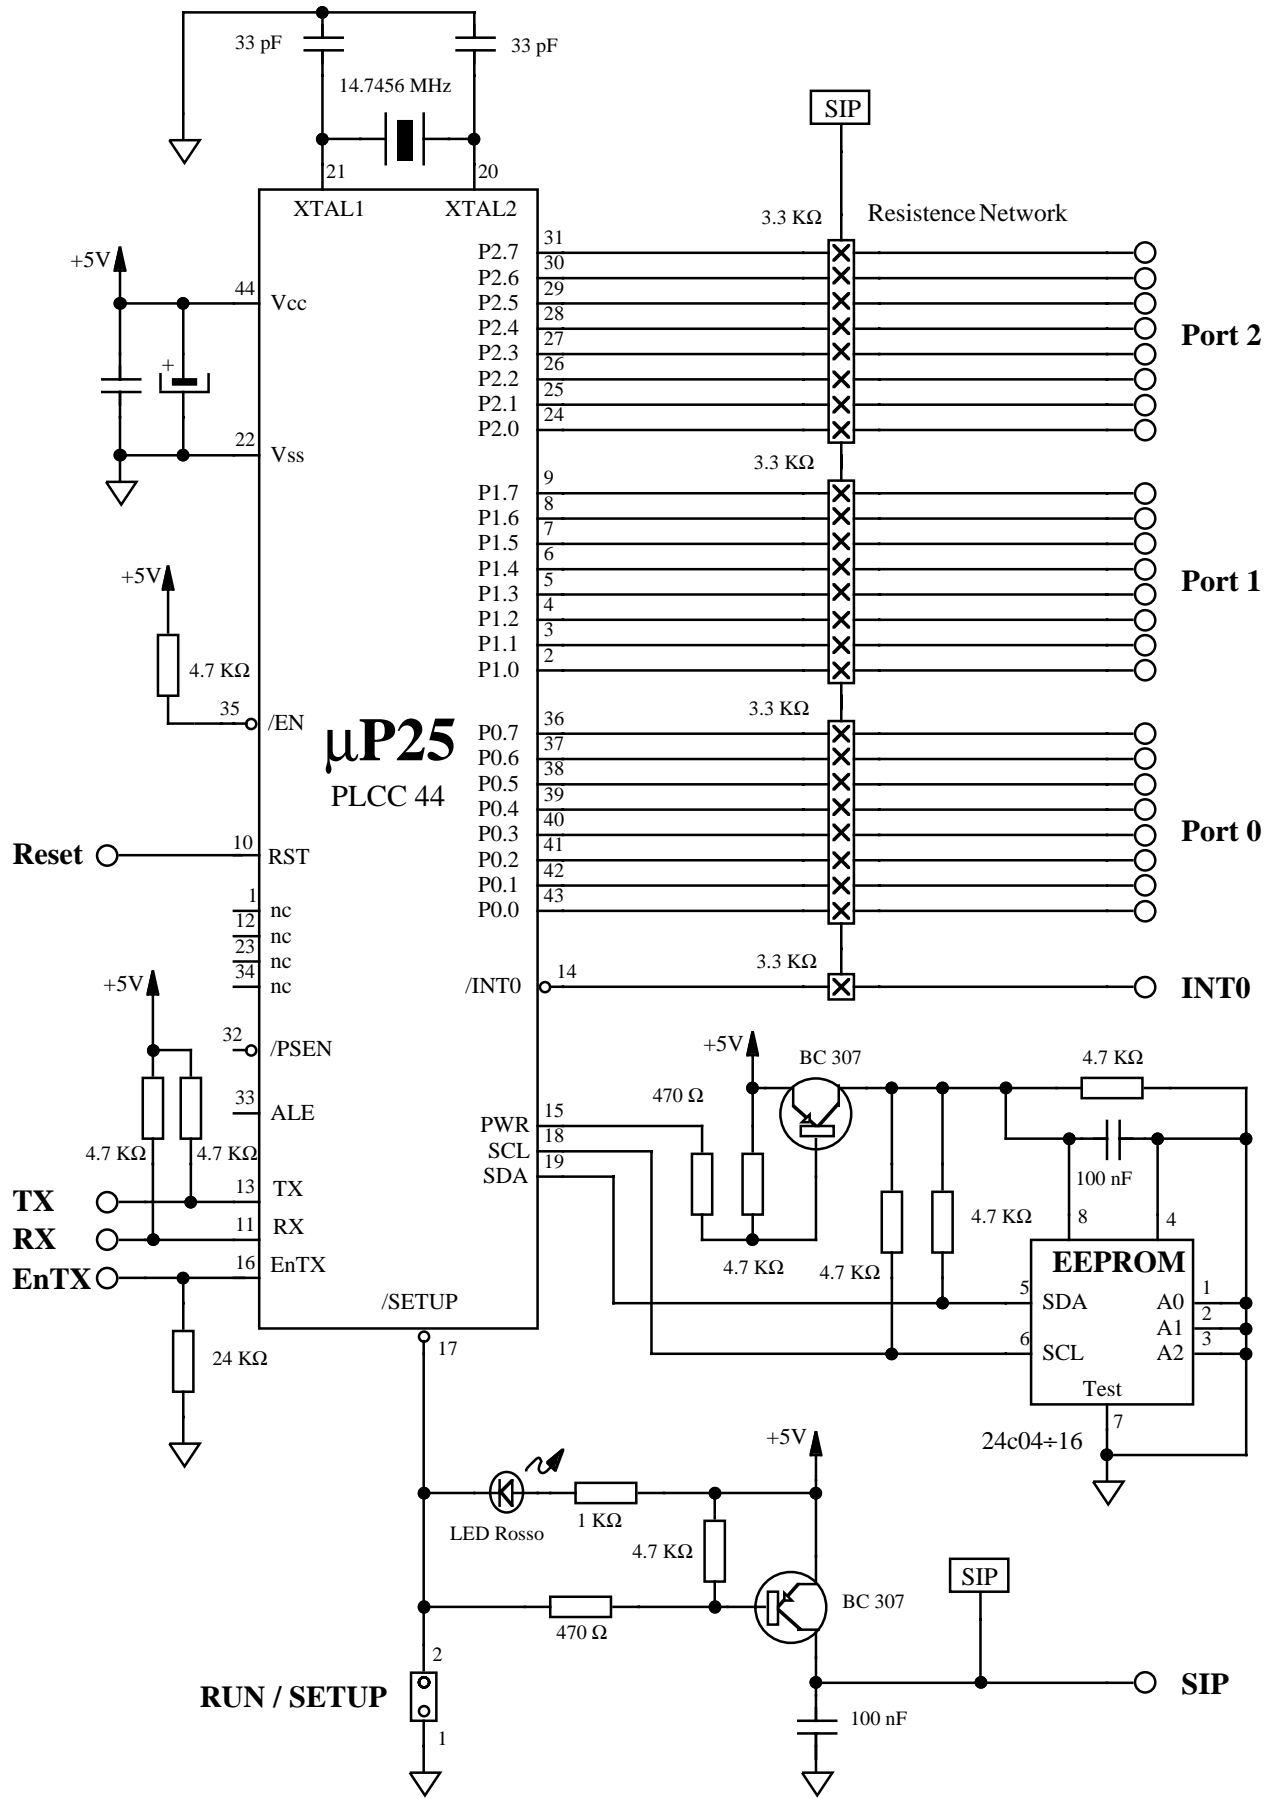 33 pF
33 pF
14.7456 MHz
SIP
21
20
XTAL1
XTAL2
3.3 KΩ
Resistence Network
+5V
44
Vcc
P2.7
31
P2.6
30
P2.5
29
P2.4
28
P2.3
27
P2.2
26
P2.1
25
P2.0
24
Port 2
+
22
Vss
3.3 KΩ
P1.7
9
P1.6
8
P1.5
7
P1.4
6
P1.3
5
P1.2
4
P1.1
3
P1.0
2
Port 1
+5V
4.7 KΩ
35
/EN
µP25
PLCC 44
3.3 KΩ
P0.7
36
P0.6
37
P0.5
38
P0.4
39
P0.3
40
P0.2
41
P0.1
42
P0.0
43
Port 0
Reset
10
RST
1
nc
12
nc
23
nc
34
nc
3.3 KΩ
/INT0
14
INT0
+5V
32
/PSEN
33
ALE
4.7 KΩ
4.7 KΩ
TX
13
TX
RX
11
RX
EnTX
16
EnTX
24 KΩ
PWR
15
SCL
18
SDA
19
+5V
BC 307
4.7 KΩ
470 Ω
100 nF
4.7 KΩ
4.7 KΩ
4.7 KΩ
8
4
EEPROM
5
SDA
A0
1
A1
2
6
SCL
A2
3
Test
7
24c04÷16
/SETUP
17
+5V
LED Rosso
1 KΩ
4.7 KΩ
SIP
BC 307
470 Ω
2
RUN / SETUP
1
SIP
100 nF